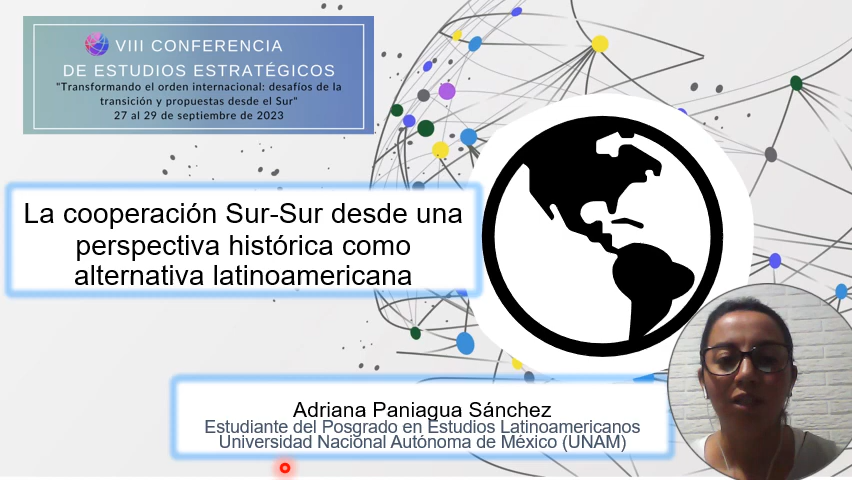 VIII CONFERENCIA
DE ESTUDIOS ESTRATÉGICOS
"Transformando el orden internacional: desafíos de la
transición y propuestas desde el Sur"
27 al 29 de septiembre de 2023
La cooperación Sur-Sur desde una
perspectiva histórica como
alternativa latinoamericana
Adriana Paniagua Sánchez
Estudiante del Posgrado en Estudios Latinoamericanos
Universidad Nacional Autónoma de México (UNAM)